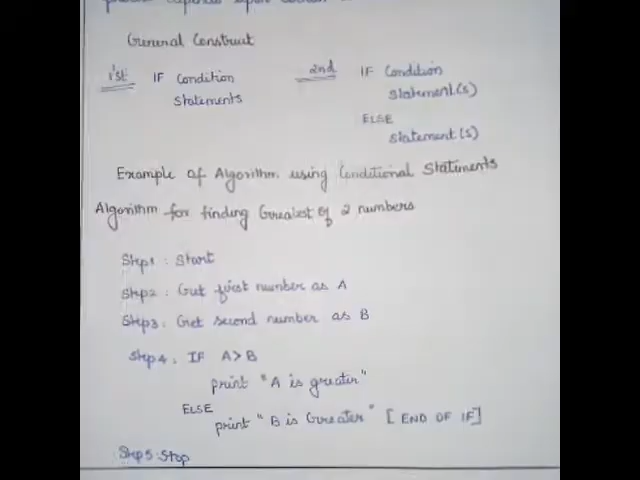 depends upon
General Construct
1st IF Condition
Statements
2nd IF Condition
Statement(s)
ELSE
Statement(s)
Example of Algorithm using Conditional Statements
Algorithm for finding Greatest of 2 numbers
Step1 : Start
Step2 : Get first number as A
Step3 : Get second number as B
Step4 : IF A>B
print "A is greater"
ELSE
print "B is Greater" [END OF IF]
Step5 : Stop